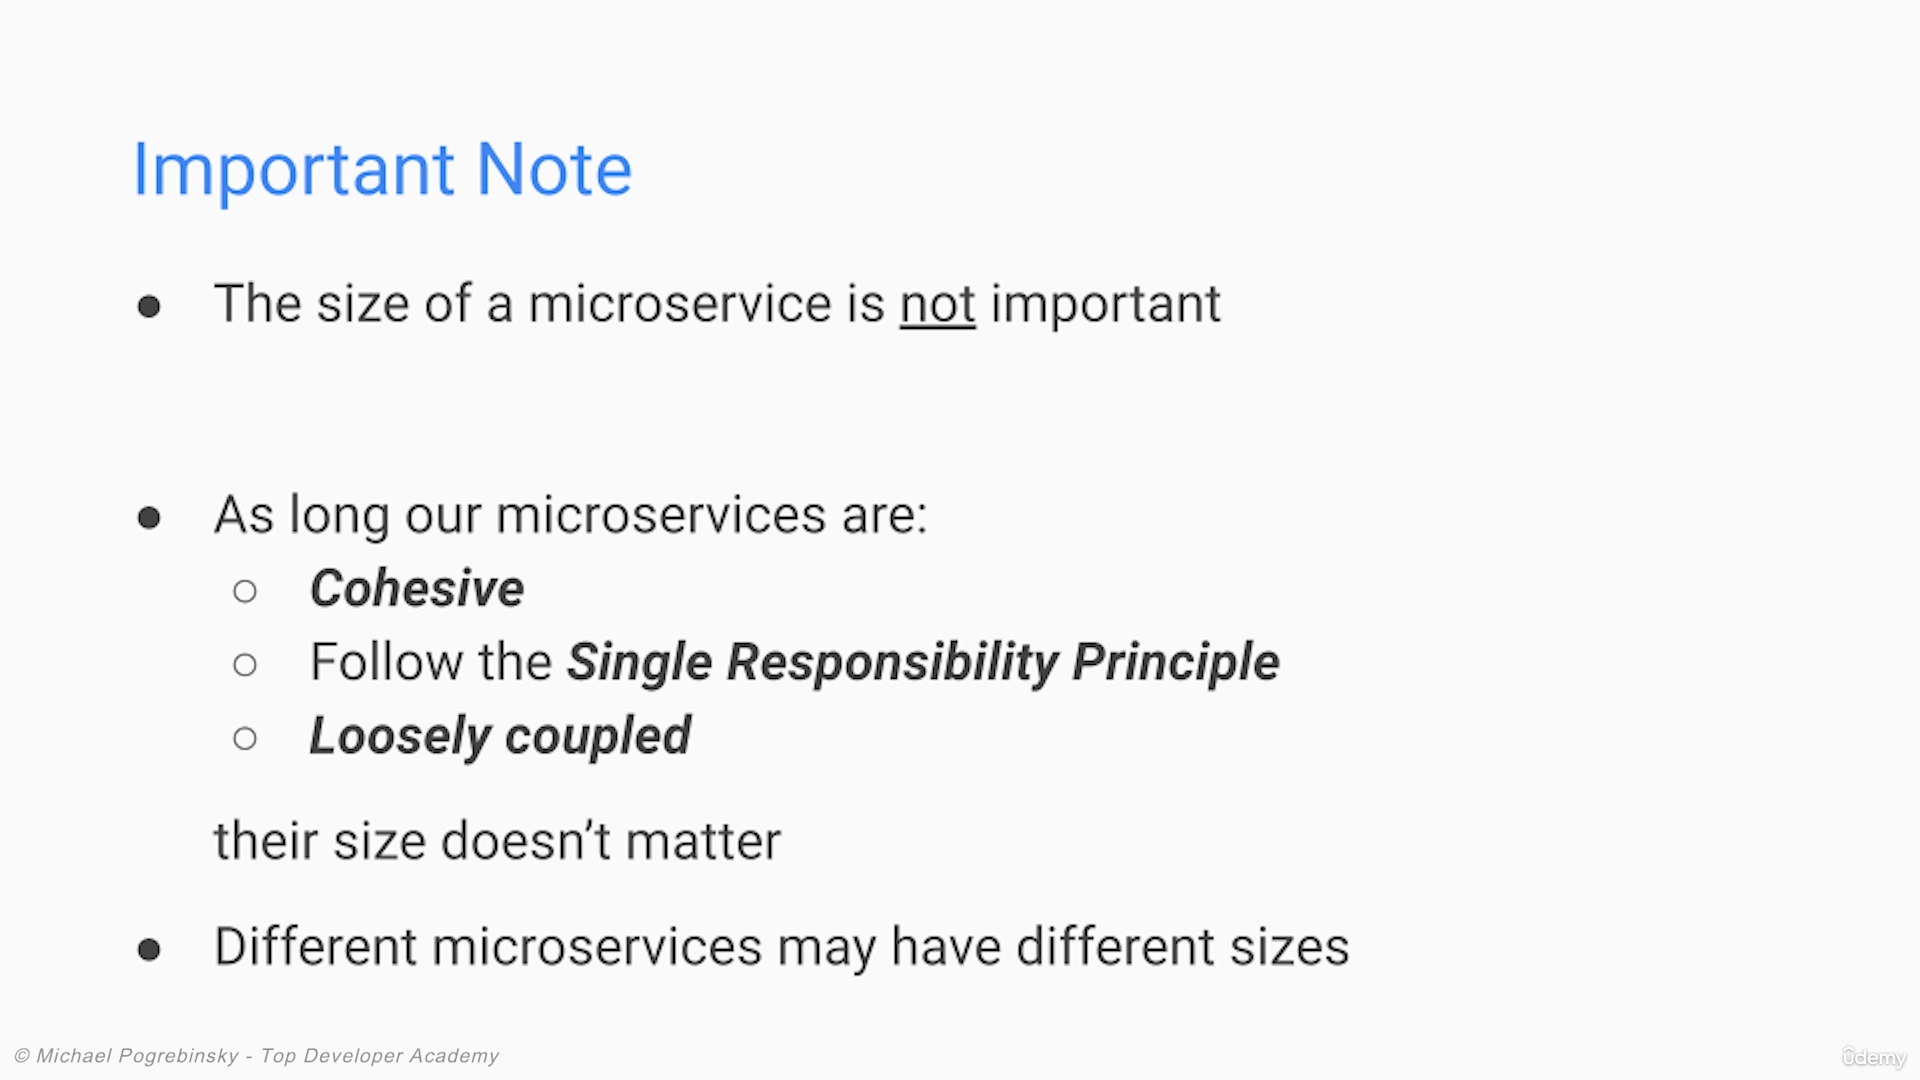 Important Note
● The size of a microservice is not important
● As long our microservices are:
○ Cohesive
○ Follow the Single Responsibility Principle
○ Loosely coupled
their size doesn’t matter
● Different microservices may have different sizes
© Michael Pogrebinsky - Top Developer Academy
ûdemy